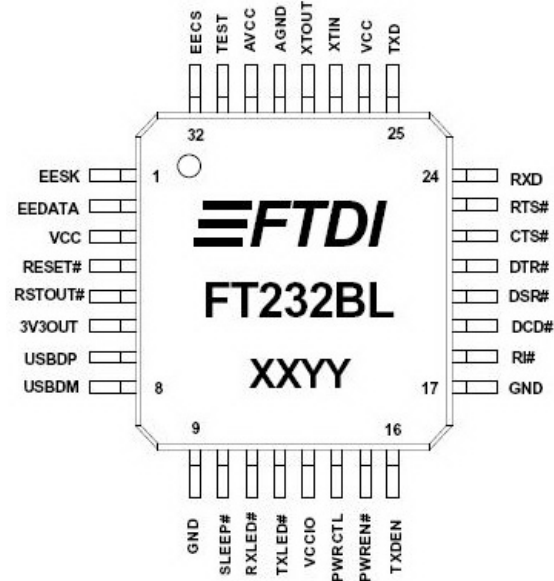 EECS TEST AVCC AGND XTOUT XTIN VCC TXD
32 25
EESK 1 24 RXD
EEDATA RTS#
VCC FTDI CTS#
RESET# DTR#
RSTOUT# FT232BL DSR#
3V3OUT DCD#
USBDP XXYY RI#
USBDM 8 17 GND
9 16
GND SLEEP# RXLED# TXLED# VCCIO PWRCTL PWREN# TXDEN